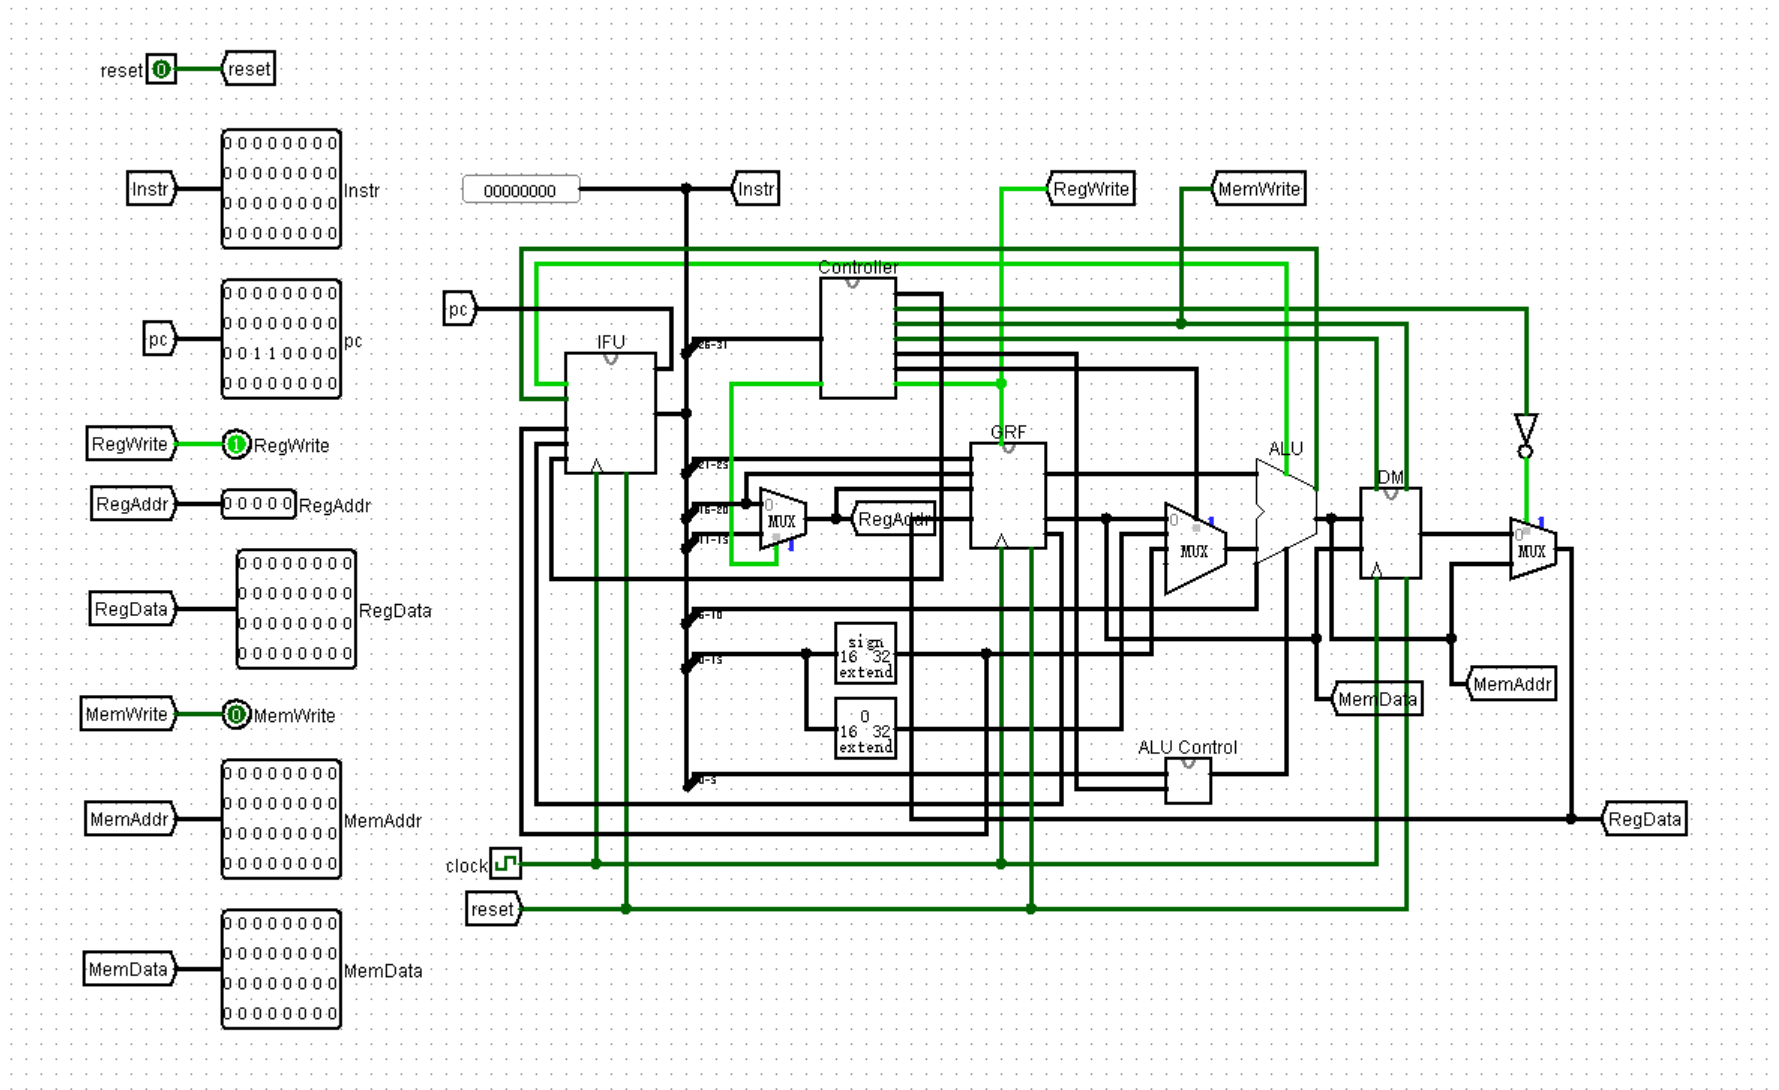 reset 0 reset
Instr
0 0 0 0 0 0 0 0
0 0 0 0 0 0 0 0
0 0 0 0 0 0 0 0
0 0 0 0 0 0 0 0
Instr
00000000
Instr
RegWrite
MemWrite
pc
0 0 0 0 0 0 0 0
0 0 0 0 0 0 0 0
0 0 1 1 0 0 0 0
0 0 0 0 0 0 0 0
pc
pc
IFU
Controller
26-31
RegWrite 1 RegWrite
RegAddr 0 0 0 0 0 RegAddr
21-25
16-20
11-15
0
MUX
RegAddr
GRF
0
MUX
ALU
DM
0
MUX
RegData
0 0 0 0 0 0 0 0
0 0 0 0 0 0 0 0
0 0 0 0 0 0 0 0
0 0 0 0 0 0 0 0
RegData
6-10
0-15
sign
16 32
extend
0
16 32
extend
MemData
MemAddr
MemWrite 0 MemWrite
0-5
ALU Control
MemAddr
0 0 0 0 0 0 0 0
0 0 0 0 0 0 0 0
0 0 0 0 0 0 0 0
0 0 0 0 0 0 0 0
MemAddr
RegData
clock
reset
MemData
0 0 0 0 0 0 0 0
0 0 0 0 0 0 0 0
0 0 0 0 0 0 0 0
0 0 0 0 0 0 0 0
MemData